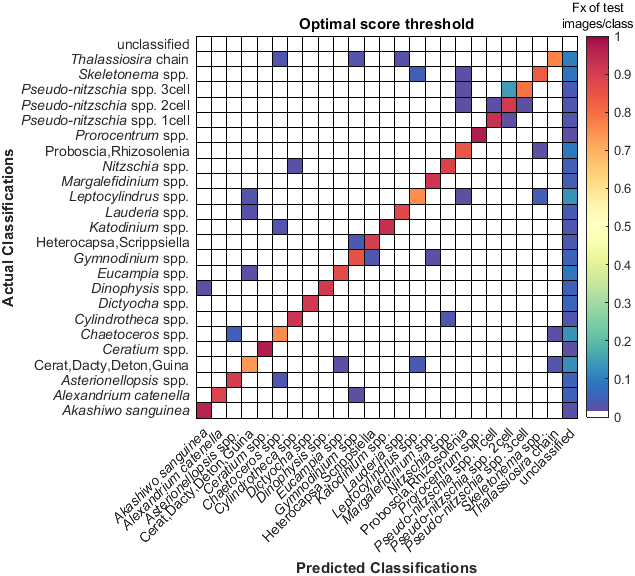 Optimal score threshold
Fx of test
images/class
unclassified
Thalassiosira chain
Skeletonema spp.
Pseudo-nitzschia spp. 3cell
Pseudo-nitzschia spp. 2cell
Pseudo-nitzschia spp. 1cell
Prorocentrum spp.
Proboscia,Rhizosolenia
Nitzschia spp.
Margalefidinium spp.
Leptocylindrus spp.
Lauderia spp.
Katodinium spp.
Heterocapsa,Scrippsiella
Gymnodinium spp.
Eucampia spp.
Dinophysis spp.
Dictyocha spp.
Cylindrotheca spp.
Chaetoceros spp.
Ceratium spp.
Cerat,Dacty,Deton,Guina
Asterionellopsis spp.
Alexandrium catenella
Akashiwo sanguinea
Actual Classifications
1
0.9
0.8
0.7
0.6
0.5
0.4
0.3
0.2
0.1
0
Akashiwo sanguinea
Alexandrium catenella
Asterionellopsis spp
Cerat,Dacty,Deton,Guina
Ceratium spp
Chaetoceros spp
Cylindrotheca spp
Dictyocha spp
Dinophysis spp
Eucampia spp
Gymnodinium spp
Heterocapsa,Scrippsiella
Katodinium spp
Lauderia spp
Leptocylindrus spp
Margalefidinium spp
Nitzschia spp
Proboscia,Rhizosolenia
Prorocentrum spp
Pseudo-nitzschia spp. 1cell
Pseudo-nitzschia spp. 2cell
Pseudo-nitzschia spp. 3cell
Skeletonema spp
Thalassiosira chain
unclassified
Predicted Classifications